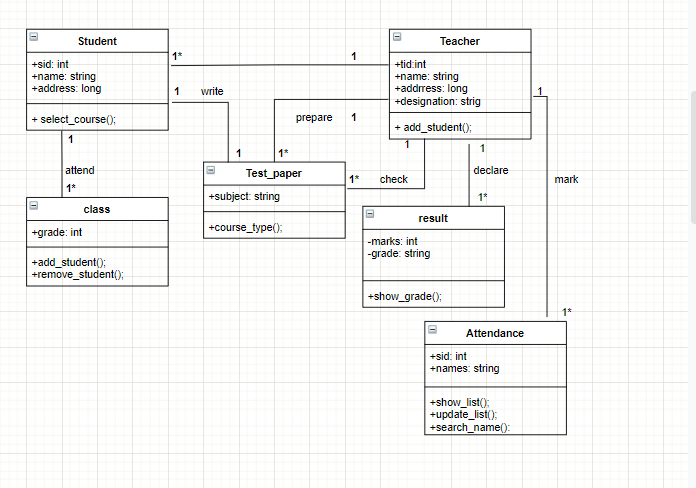 Student
+sid: int
+name: string
+address: long
+ select_course();
1*
1
Teacher
+tid:int
+name: string
+addrress: long
+designation: strig
+ add_student();
1
write
1
prepare
1
1*
1
attend
1*
class
+grade: int
+add_student();
+remove_student();
Test_paper
+subject: string
+course_type();
1
1*
check
1
declare
1*
result
-marks: int
-grade: string
+show_grade();
1
mark
1*
Attendance
+sid: int
+names: string
+show_list();
+update_list();
+search_name():